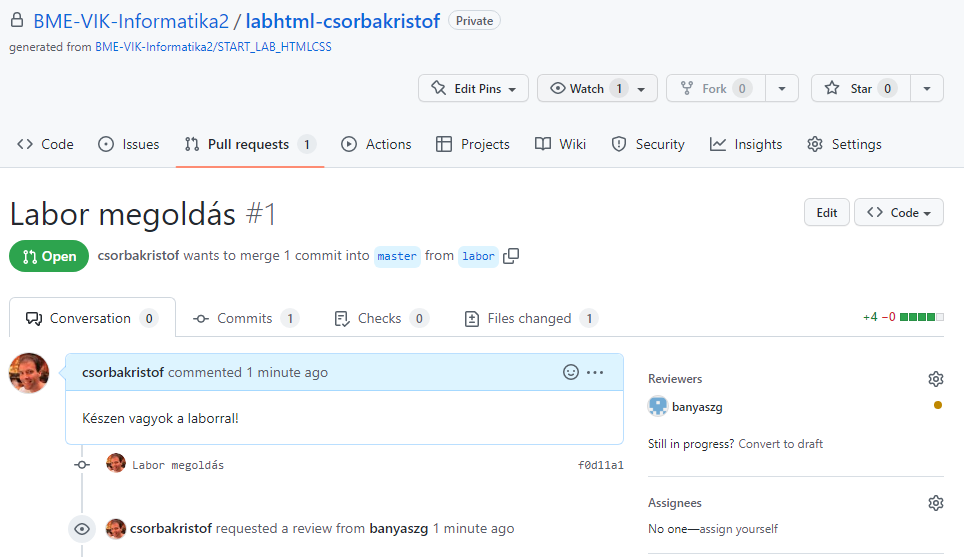 BME-VIK-Informatika2 / labhtml-csorbakristof Private
generated from BME-VIK-Informatika2/START_LAB_HTMLCSS
Edit Pins Watch 1 Fork 0 Star 0
Code Issues Pull requests 1 Actions Projects Wiki Security Insights Settings
Labor megoldás #1 Edit Code
Open csorbakristof wants to merge 1 commit into master from labor
Conversation 0 Commits 1 Checks 0 Files changed 1 +4 −0
csorbakristof commented 1 minute ago
Készen vagyok a laborral!
Labor megoldás f0d11a1
csorbakristof requested a review from banyaszg 1 minute ago
Reviewers
banyaszg
Still in progress? Convert to draft
Assignees
No one—assign yourself